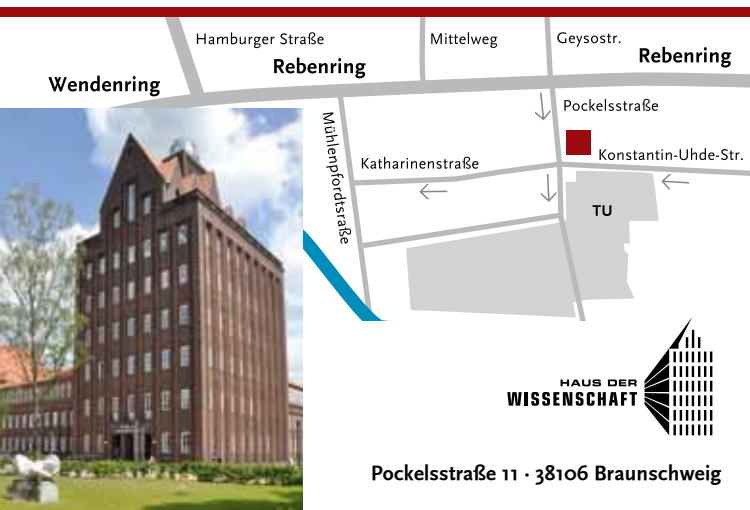 Hamburger Straße
Mittelweg
Geysostr.
Rebenring
Rebenring
Wendenring
Pockelsstraße
Mühlenpfordtsraße
Katharinenstraße
Konstantin-Uhde-Str.
TU
HAUS DER
WISSENSCHAFT
Pockelsstraße 11 · 38106 Braunschweig